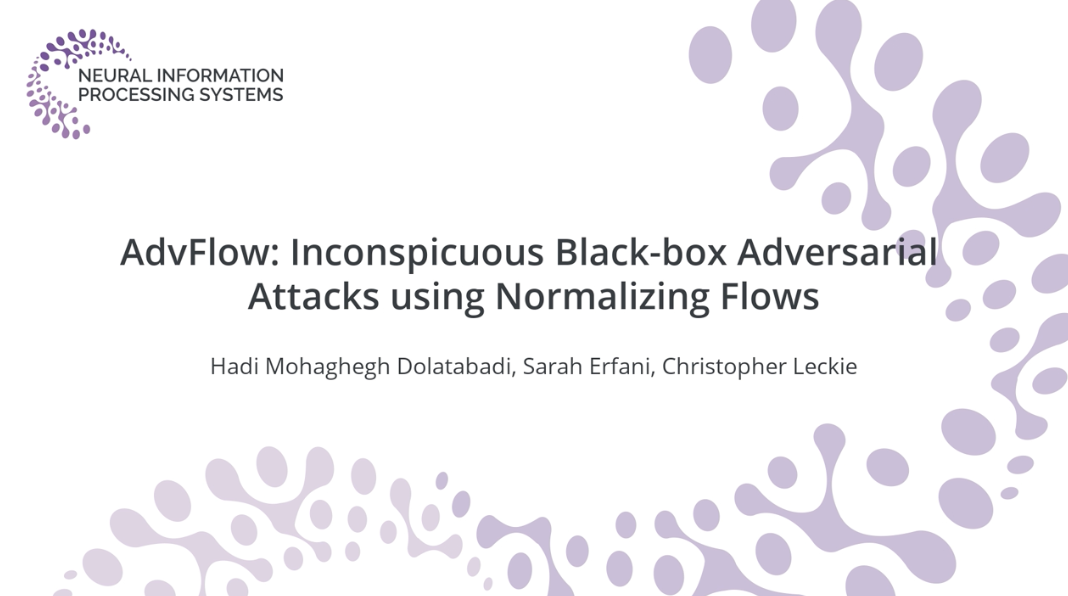 NEURAL INFORMATION
PROCESSING SYSTEMS
AdvFlow: Inconspicuous Black-box Adversarial
Attacks using Normalizing Flows
Hadi Mohaghegh Dolatabadi, Sarah Erfani, Christopher Leckie